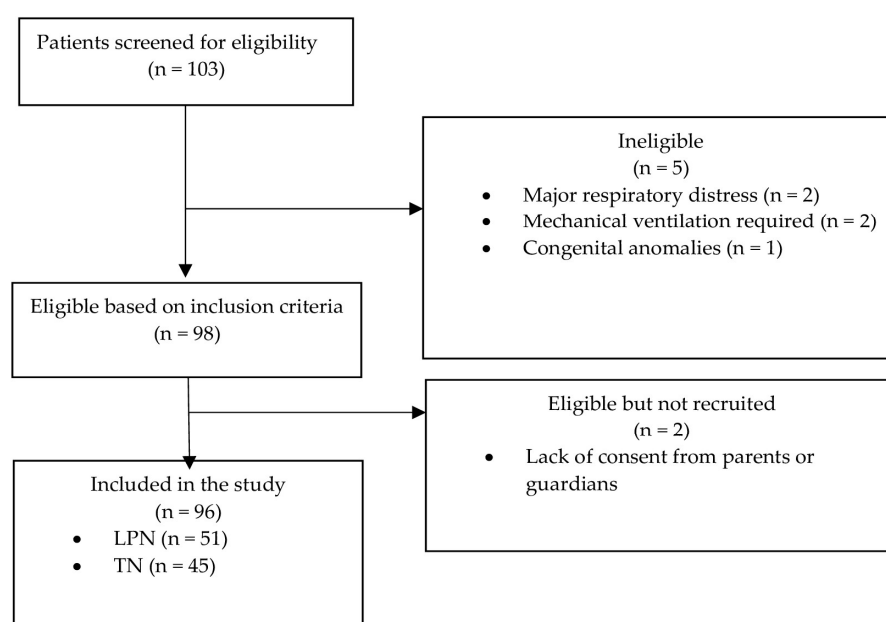 Patients screened for eligibility
(n = 103)
Ineligible
(n = 5)
• Major respiratory distress (n = 2)
• Mechanical ventilation required (n = 2)
• Congenital anomalies (n = 1)
Eligible based on inclusion criteria
(n = 98)
Eligible but not recruited
(n = 2)
• Lack of consent from parents or
guardians
Included in the study
(n = 96)
• LPN (n = 51)
• TN (n = 45)